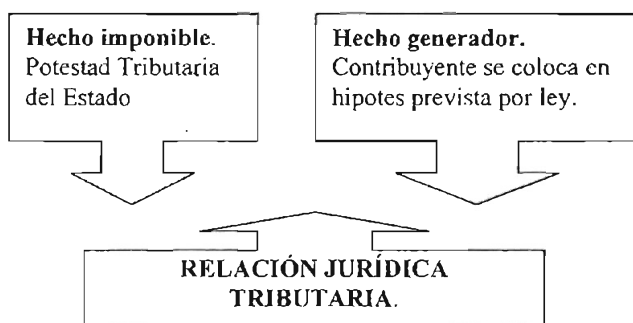 Hecho imponible.
Potestad Tributaria
del Estado
Hecho generador.
Contribuyente se coloca en
hipotes prevista por ley.
RELACIÓN JURÍDICA
TRIBUTARIA.